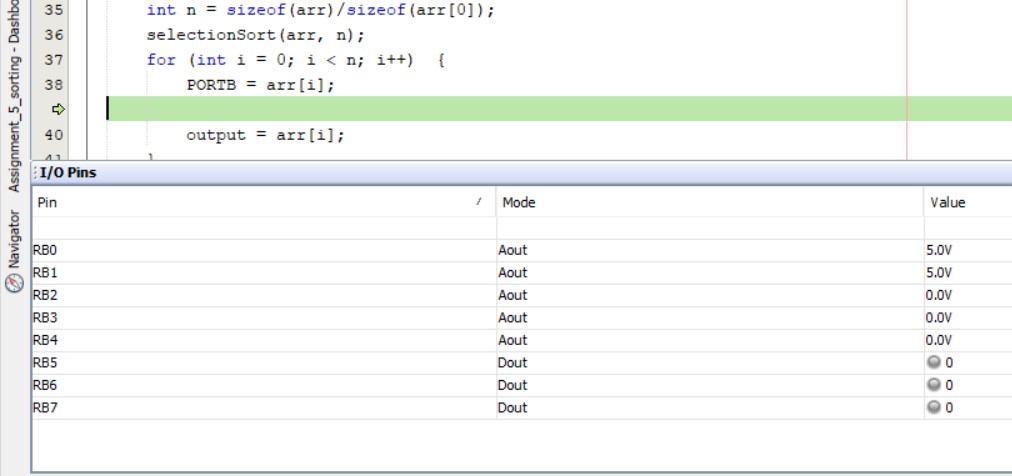 35 int n = sizeof(arr)/sizeof(arr[0]);
36 selectionSort(arr, n);
37 for (int i = 0; i < n; i++) {
38 PORTB = arr[i];
40 output = arr[i];
41 }
Assignment_5_sorting - Dashbo
Navigator
I/O Pins
Pin / Mode Value
RB0 Aout 5.0V
RB1 Aout 5.0V
RB2 Aout 0.0V
RB3 Aout 0.0V
RB4 Aout 0.0V
RB5 Dout 0
RB6 Dout 0
RB7 Dout 0